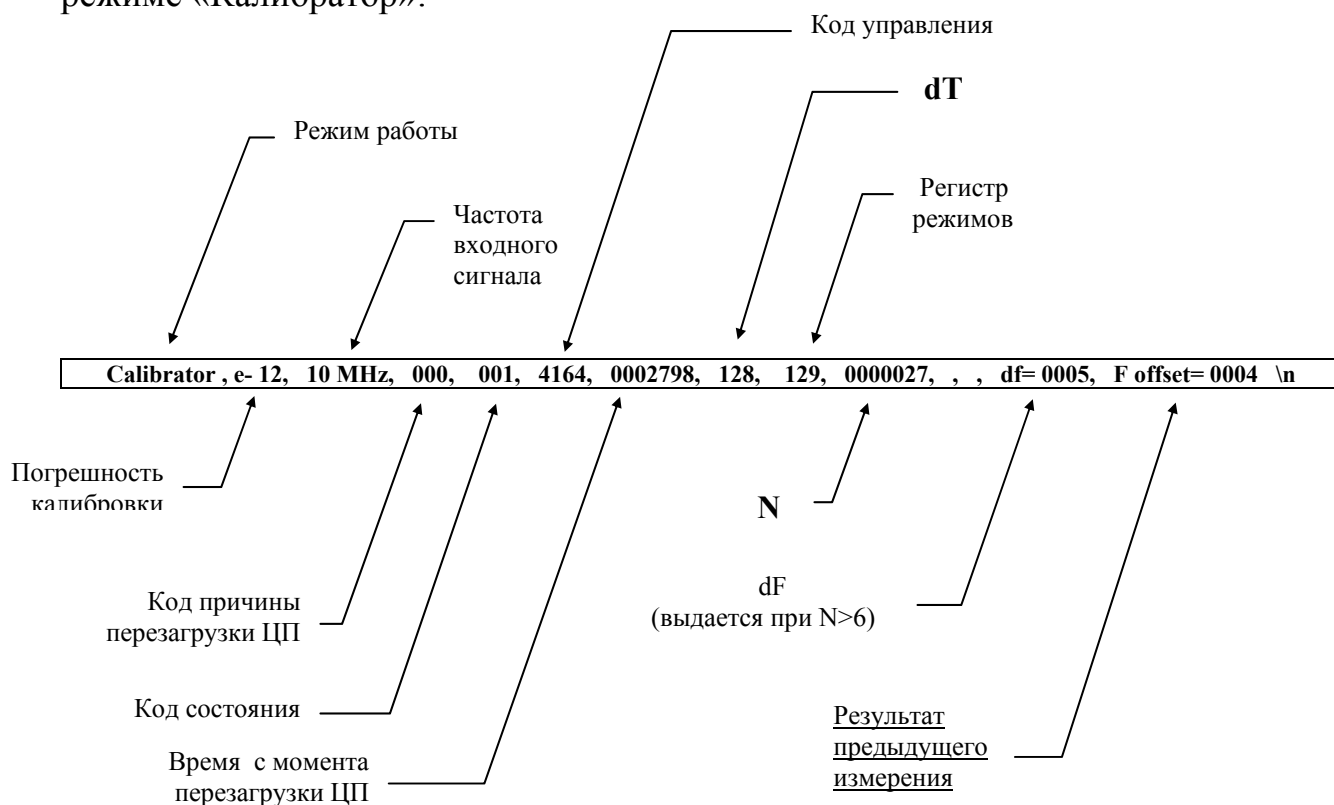 режиме «Калибратор».
Код управления
dT
Режим работы
Регистр
режимов
Частота
входного
сигнала
Calibrator , e- 12, 10 MHz, 000, 001, 4164, 0002798, 128, 129, 0000027, , , df= 0005, F offset= 0004 \n
Погрешность
калибровки
N
dF
(выдается при N>6)
Код причины
перезагрузки ЦП
Код состояния
Результат
предыдущего
измерения
Время с момента
перезагрузки ЦП